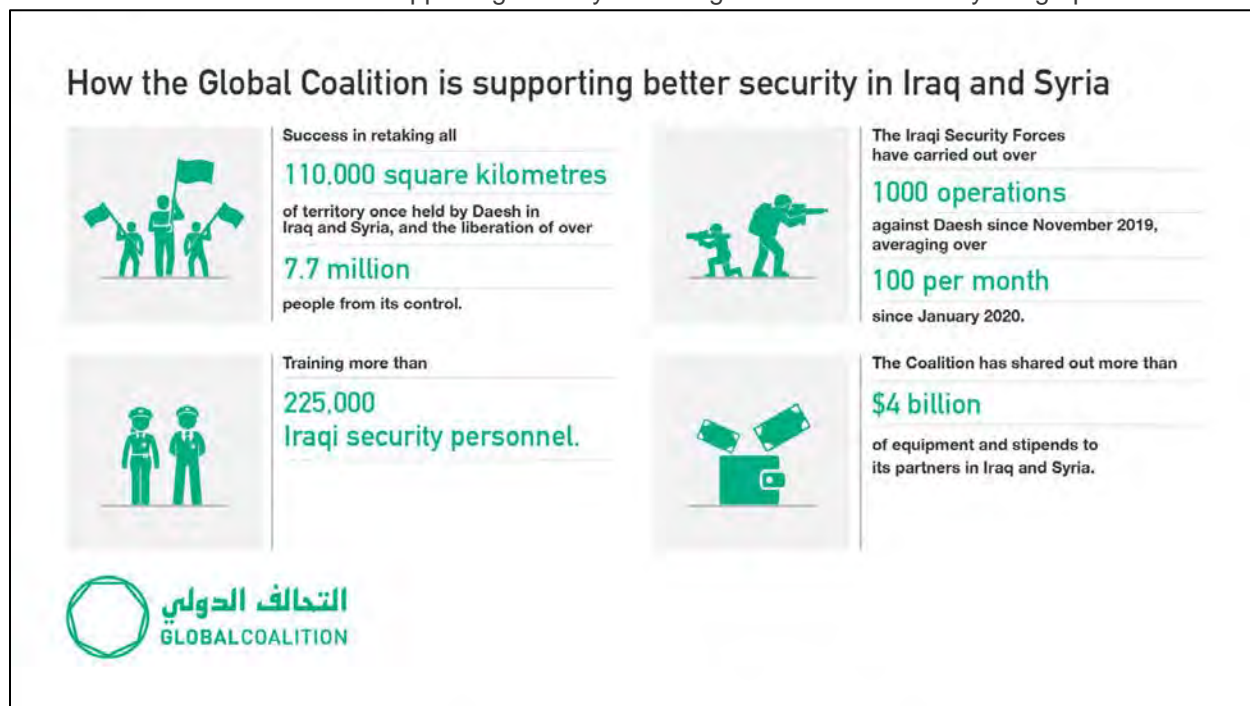 How the Global Coalition is supporting better security in Iraq and Syria
Success in retaking all
110,000 square kilometres
of territory once held by Daesh in
Iraq and Syria, and the liberation of over
7.7 million
people from its control.
The Iraqi Security Forces
have carried out over
1000 operations
against Daesh since November 2019,
averaging over
100 per month
since January 2020.
Training more than
225,000
Iraqi security personnel.
The Coalition has shared out more than
$4 billion
of equipment and stipends to
its partners in Iraq and Syria.
التحالف الدولي
GLOBALCOALITION